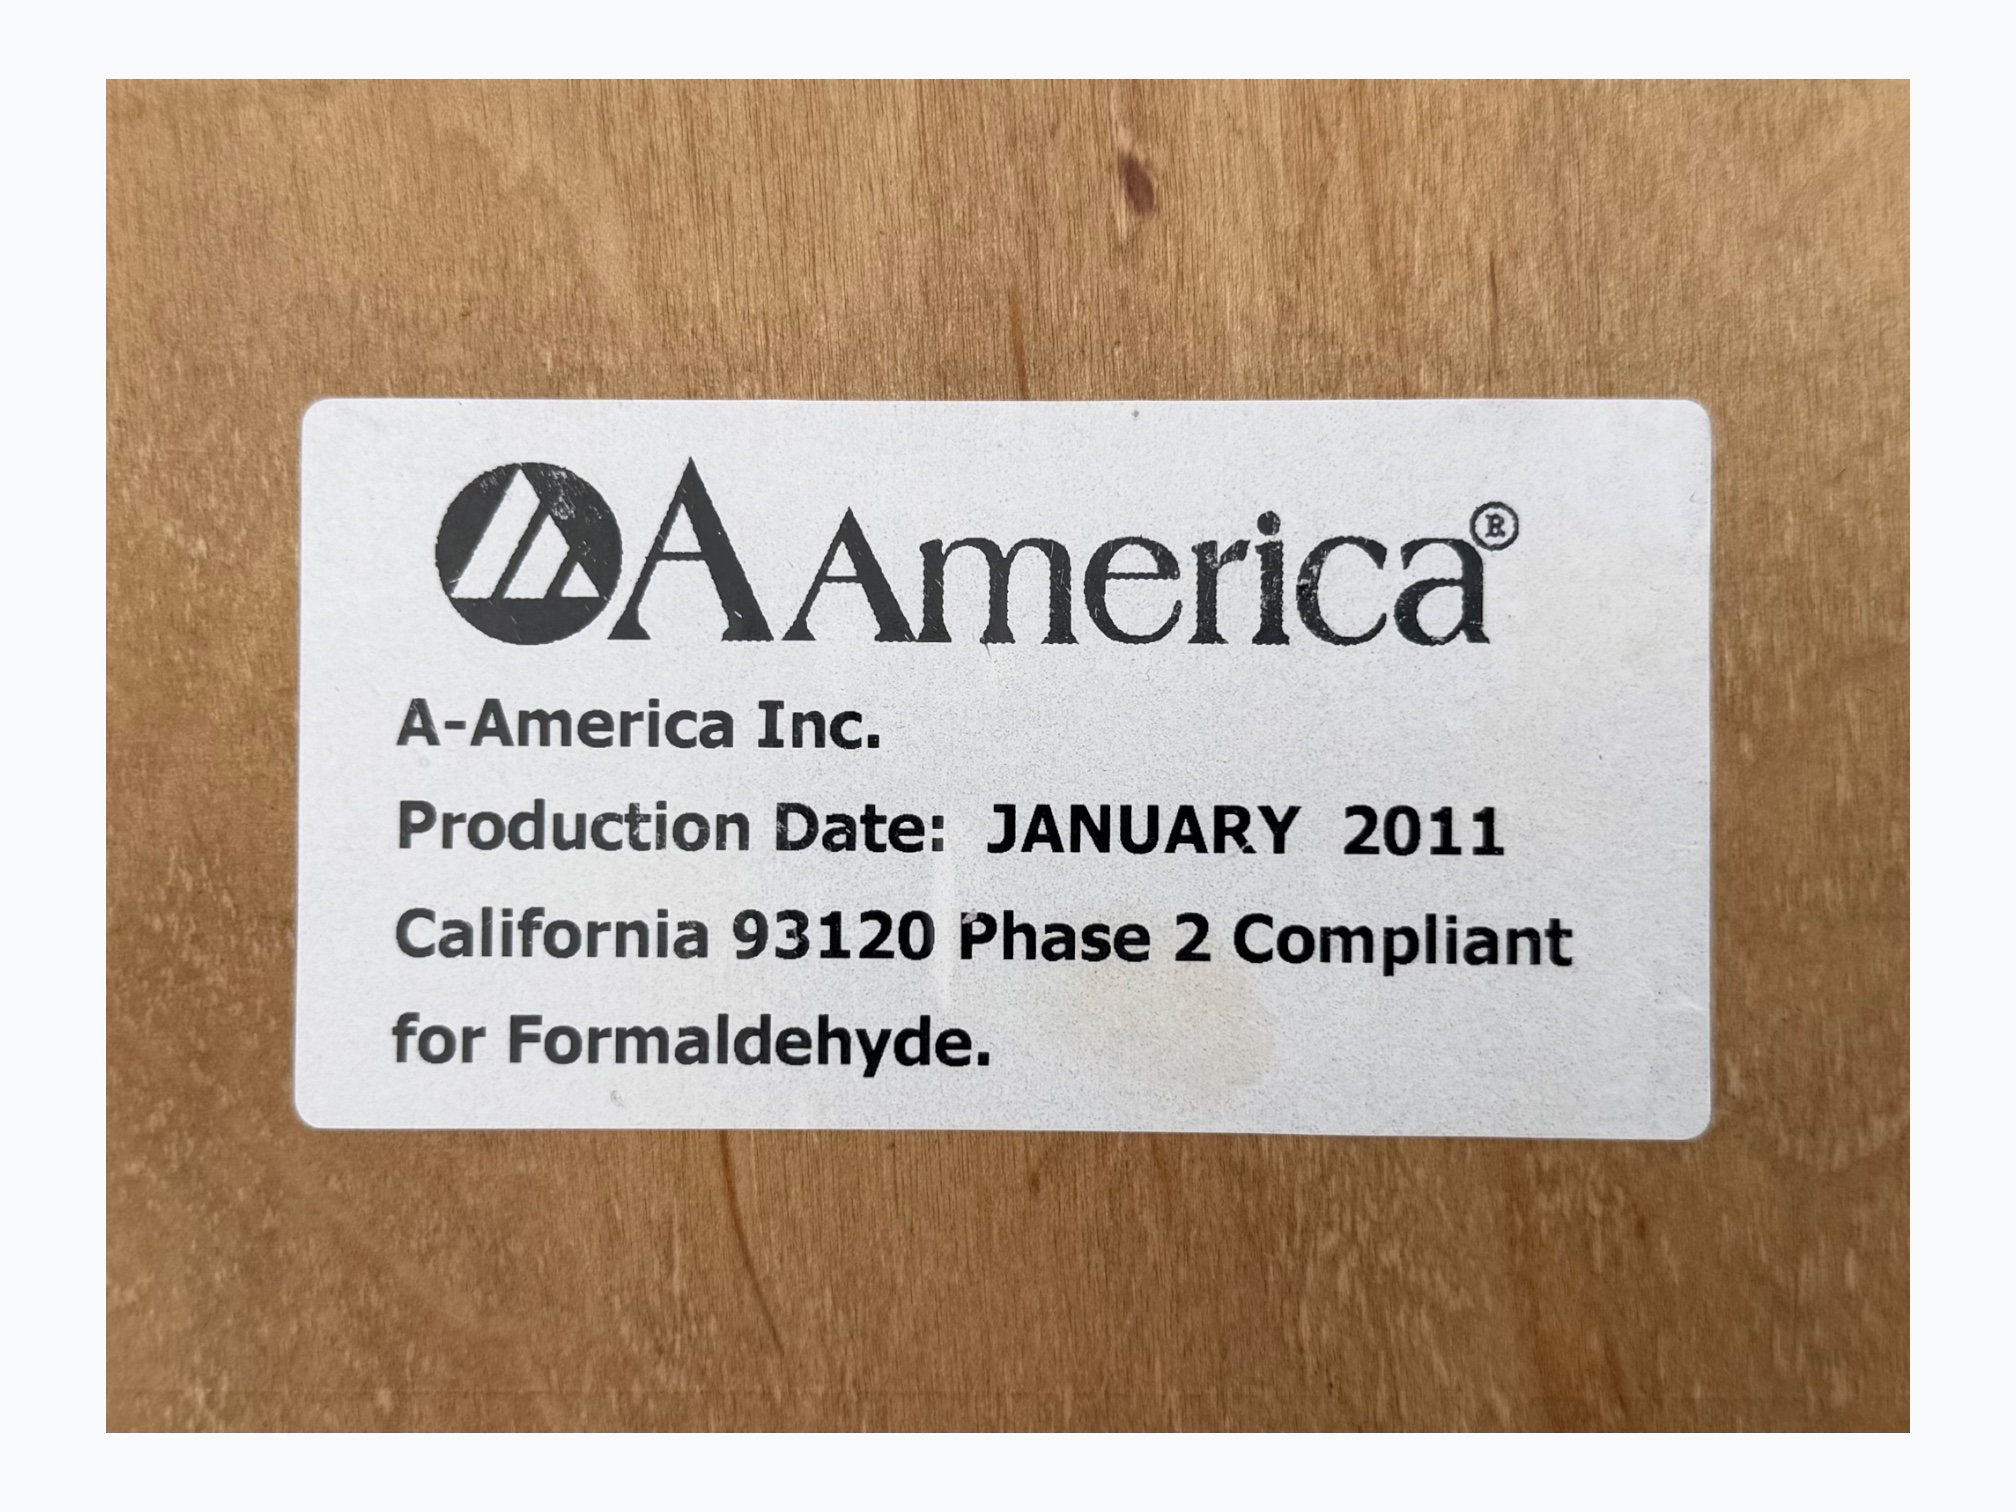 AAmerica®
A-America Inc.
Production Date: JANUARY 2011
California 93120 Phase 2 Compliant
for Formaldehyde.